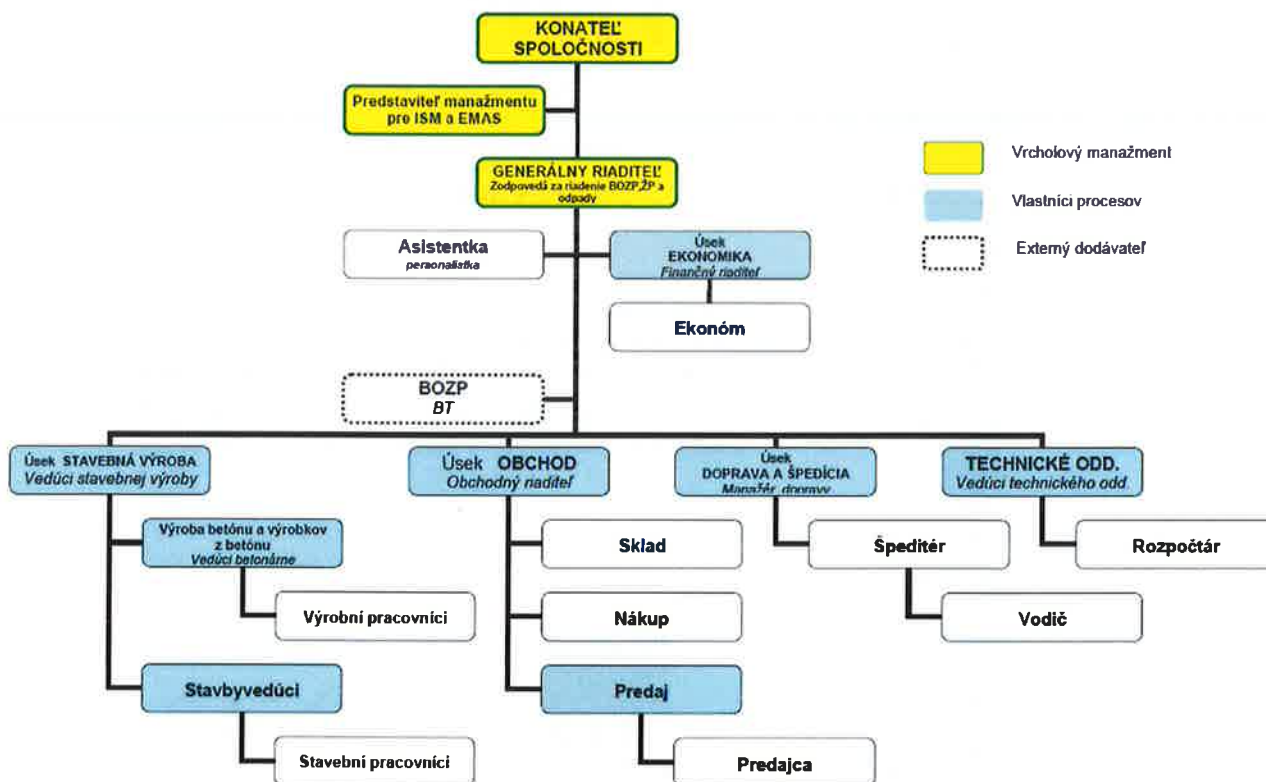 KONATEĽ
SPOLOČNOSTI
Predstaviteľ manažmentu
pre ISM a EMAS
GENERÁLNY RIADITEĽ
Zodpovedá za riadenie BOZP,ŽP a
odpady
Vrcholový manažment
Vlastníci procesov
Externý dodávateľ
Asistentka
personalistka
Úsek
EKONOMIKA
Finančný riaditeľ
Ekonóm
BOZP
BT
Úsek STAVEBNÁ VÝROBA
Vedúci stavebnej výroby
Úsek OBCHOD
Obchodný riaditeľ
Úsek
DOPRAVA A ŠPEDÍCIA
Manažér dopravy
TECHNICKÉ ODD.
Vedúci technického odd.
Výroba betónu a výrobkov
z betónu
Vedúci betonárne
Sklad
Špeditér
Rozpočtár
Výrobní pracovníci
Nákup
Vodič
Stavbyvedúci
Predaj
Stavební pracovníci
Predajca